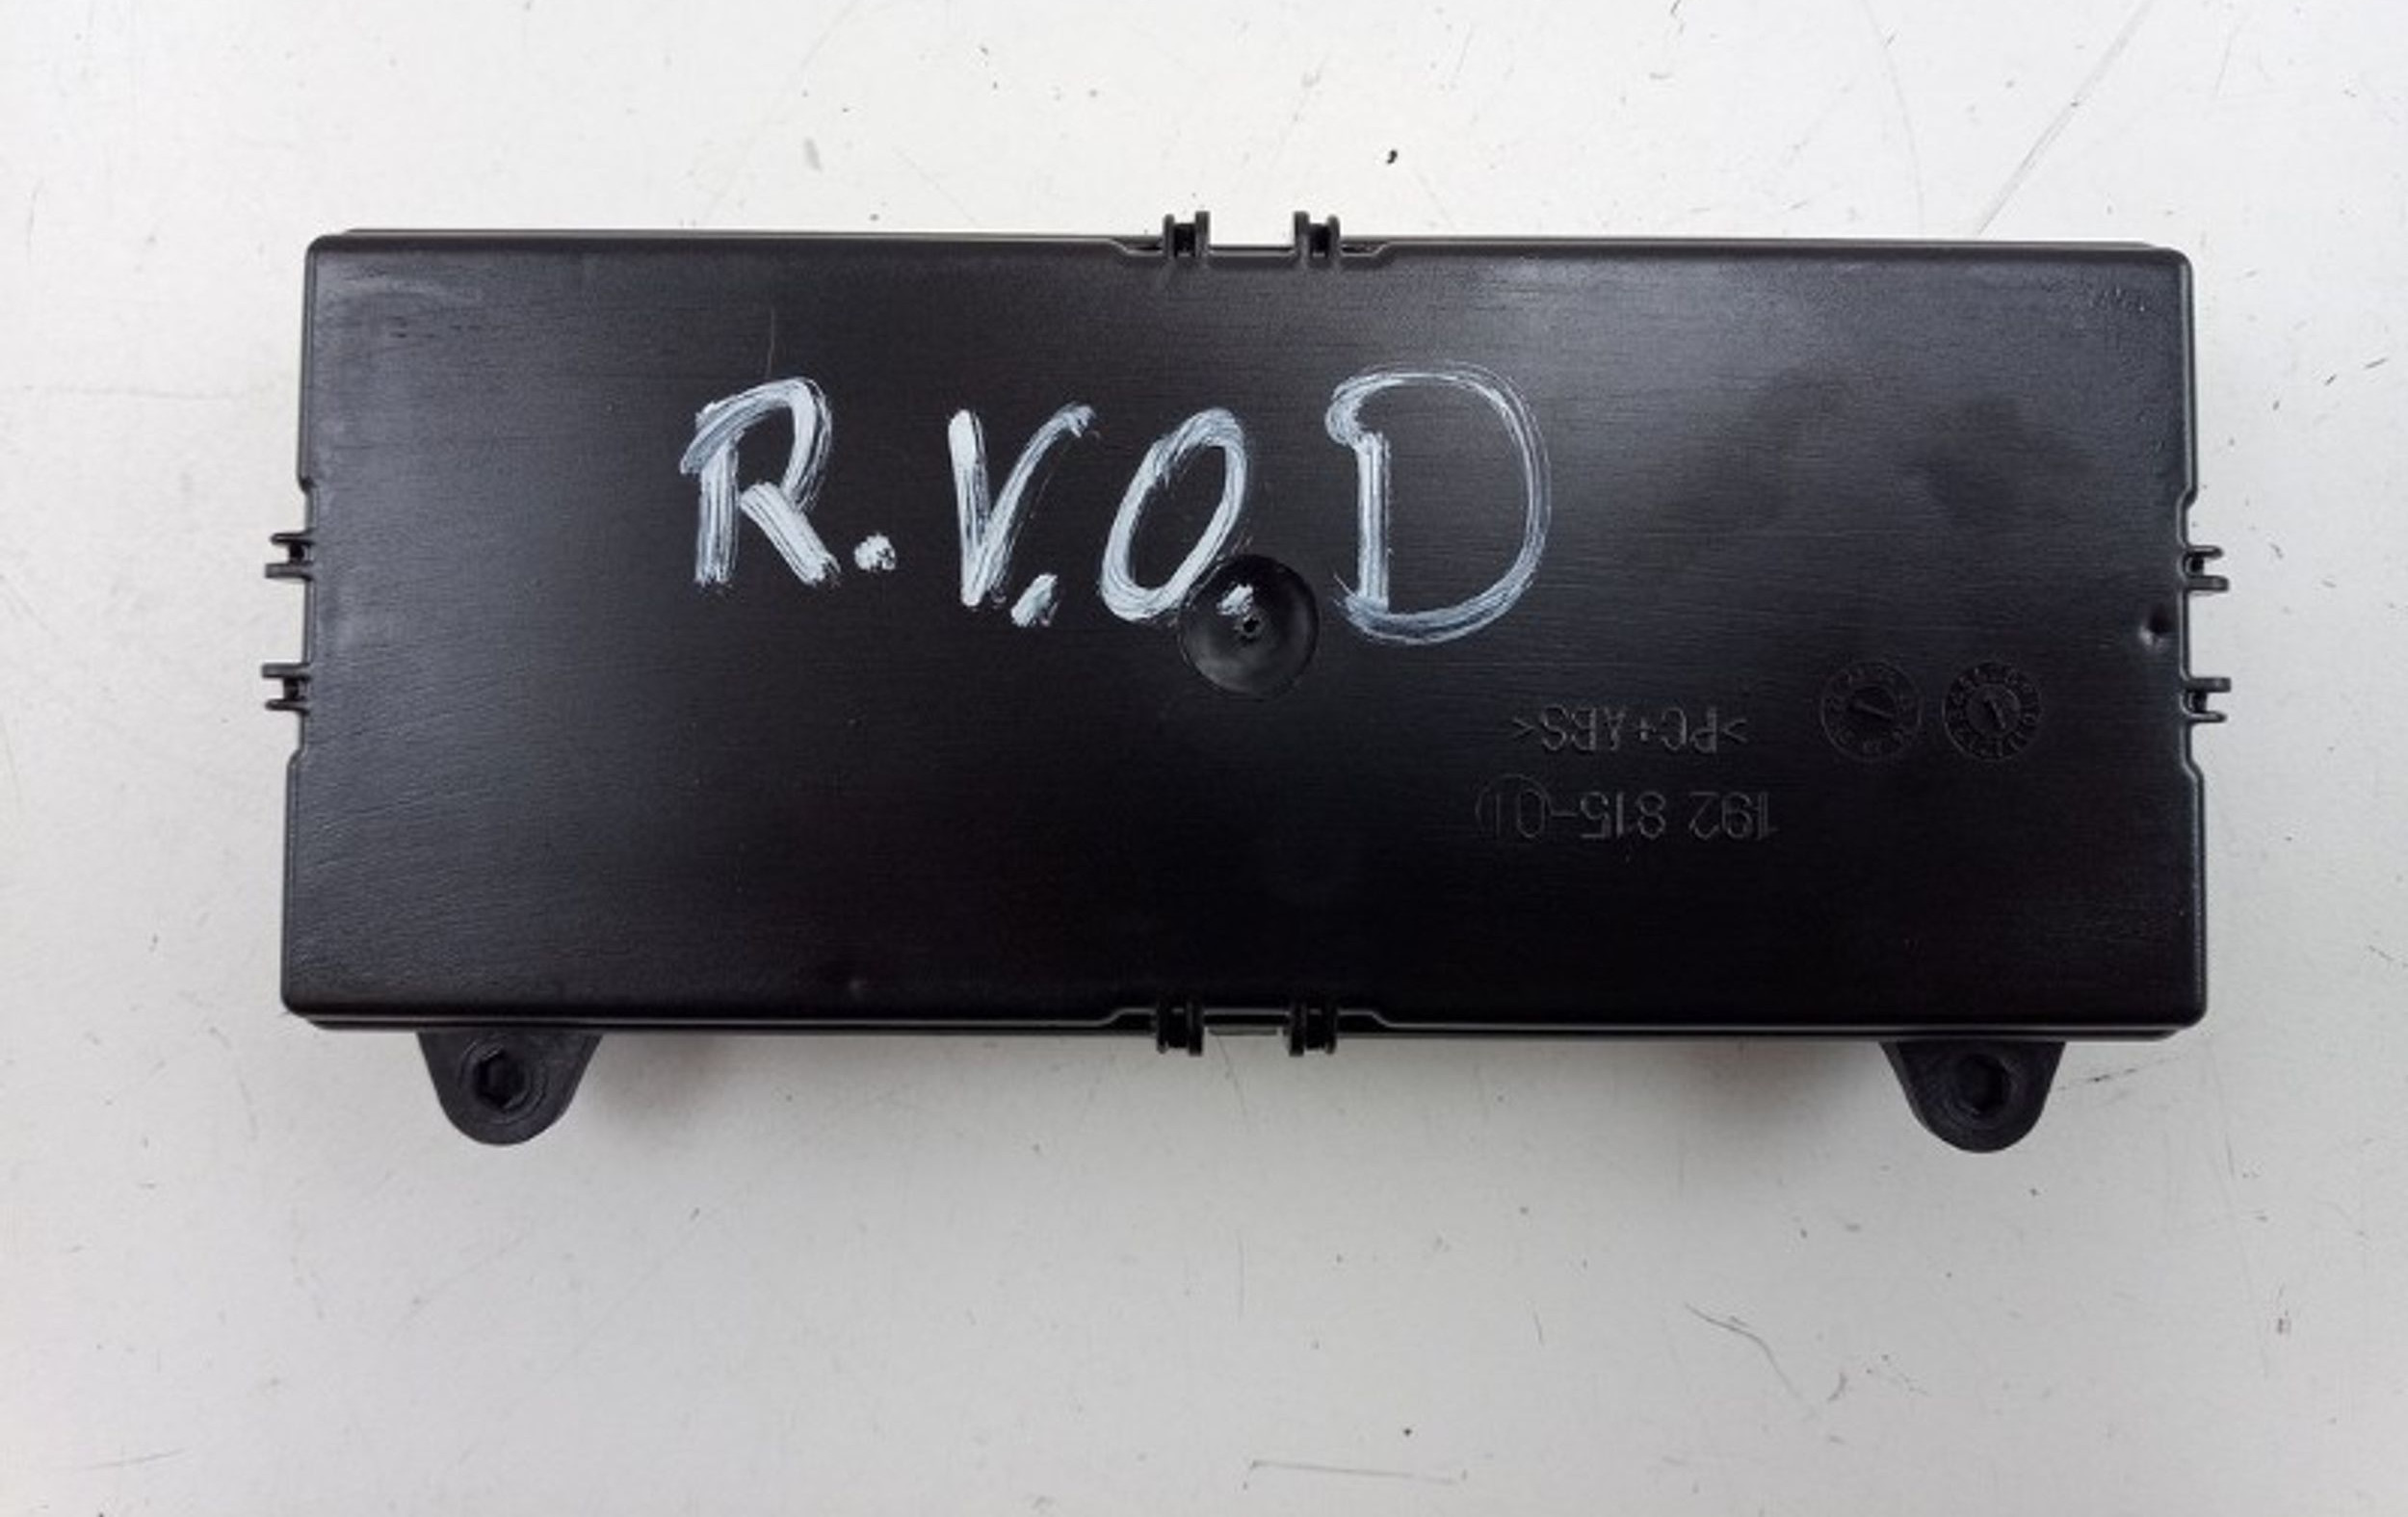 R.V.O.D
>PC+ABS<
192 815-01